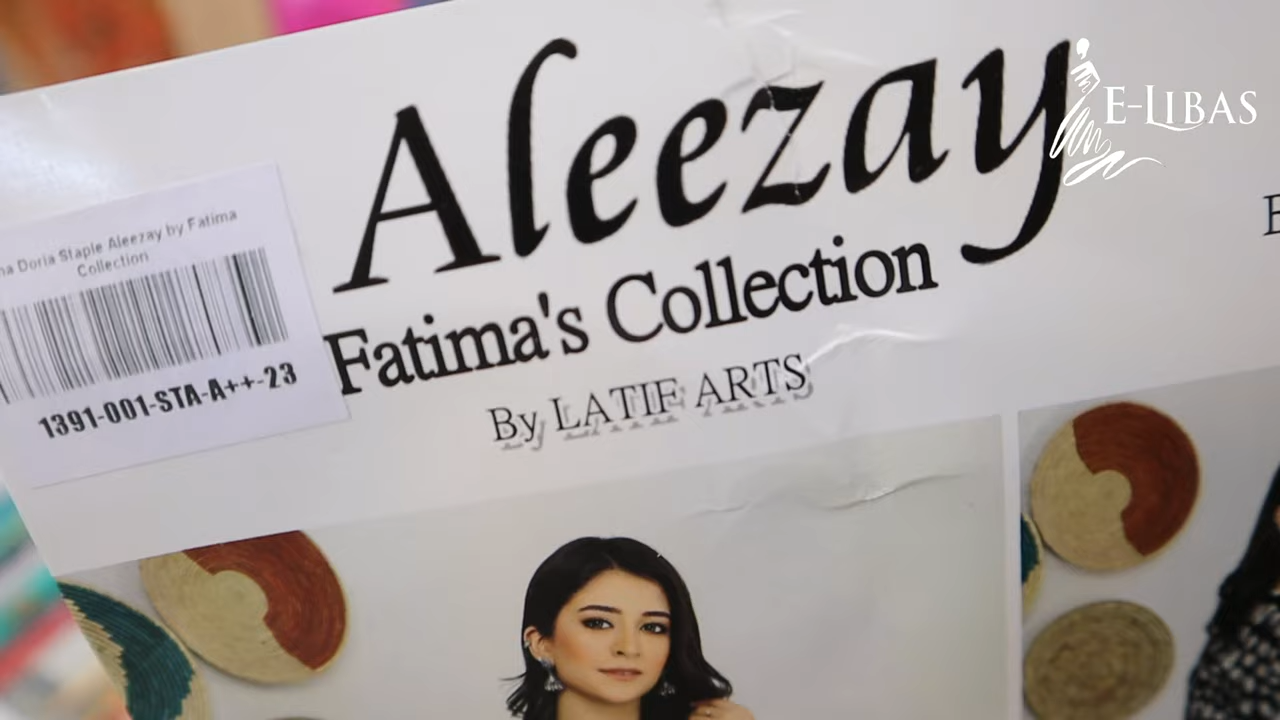 Aleezay
Fatima's Collection
By LATIF ARTS
Doria Staple Aleezay by Fatima
Collection
1391-001-STA-A++-23
E-LIBAS